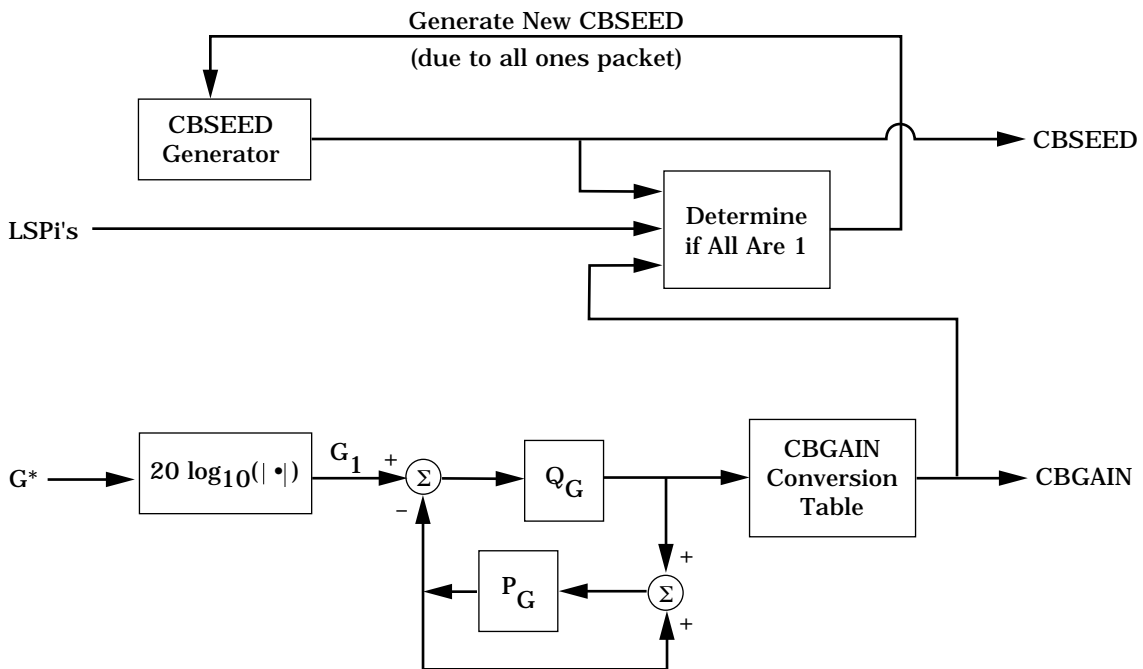 Generate New CBSEED
(due to all ones packet)
CBSEED
Generator
CBSEED
LSPi's
Determine
if All Are 1
G*
20 log10(| •|)
G1
+
Σ
−
QG
CBGAIN
Conversion
Table
CBGAIN
+
PG
Σ
+